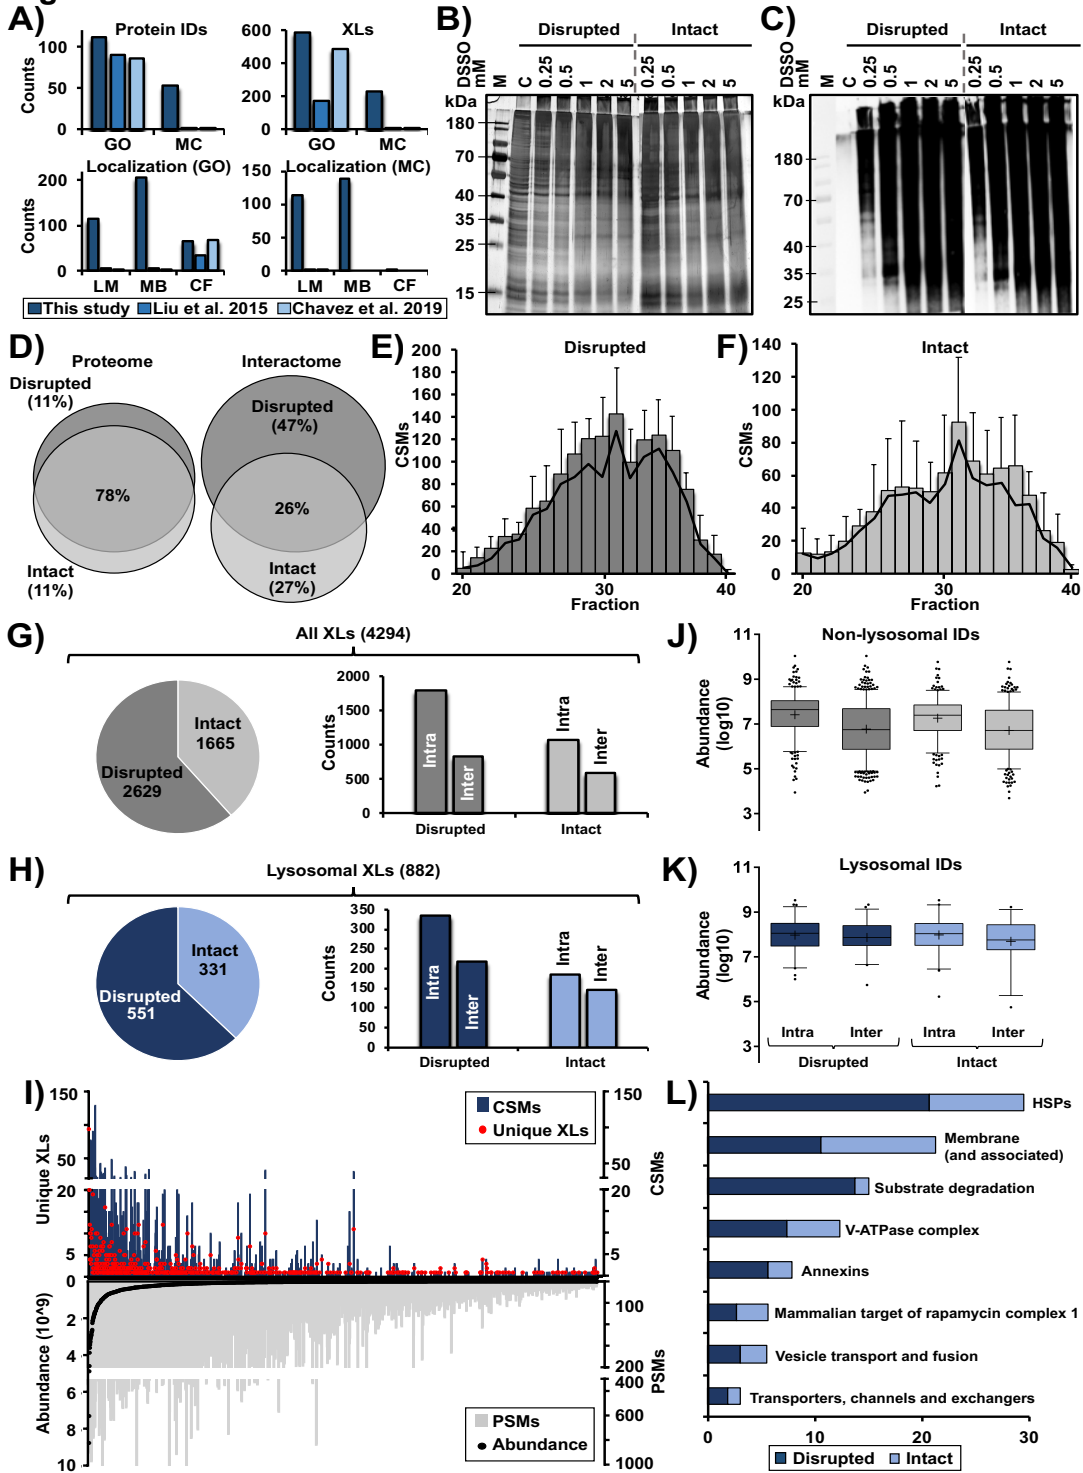 A)
Protein IDs
XLs
Counts
100
50
0
GO
MC
600
400
200
0
GO
MC
Localization (GO)
Localization (MC)
Counts
200
100
0
LM
MB
CF
150
100
50
0
LM
MB
CF
This study
Liu et al. 2015
Chavez et al. 2019
B)
Disrupted
Intact
DSSO
mM
M
C
0.25
0.5
1
2
5
0.25
0.5
1
2
5
kDa
180
70
40
35
25
15
C)
Disrupted
Intact
DSSO
mM
M
C
0.25
0.5
1
2
5
0.25
0.5
1
2
5
kDa
180
70
40
35
25
D)
Proteome
Interactome
Disrupted
(11%)
78%
Intact
(11%)
Disrupted
(47%)
26%
Intact
(27%)
E)
Disrupted
CSMs
200
180
160
140
120
100
80
60
40
20
0
20
30
40
Fraction
F)
Intact
CSMs
140
120
100
80
60
40
20
0
20
30
40
Fraction
G)
All XLs (4294)
Intact
1665
Disrupted
2629
Counts
2000
1500
1000
500
0
Intra
Inter
Intra
Inter
Disrupted
Intact
H)
Lysosomal XLs (882)
Intact
331
Disrupted
551
Counts
350
300
250
200
150
100
50
0
Intra
Inter
Intra
Inter
Disrupted
Intact
J)
Non-lysosomal IDs
Abundance
(log10)
11
9
7
5
3
K)
Lysosomal IDs
Abundance
(log10)
11
9
7
5
3
Intra
Inter
Intra
Inter
Disrupted
Intact
I)
CSMs
Unique XLs
Unique XLs
150
50
20
5
0
CSMs
150
100
50
20
5
0
Abundance (10^9)
2
4
6
8
10
PSMs
100
200
400
600
1000
PSMs
Abundance
L)
HSPs
Membrane
(and associated)
Substrate degradation
V-ATPase complex
Annexins
Mammalian target of rapamycin complex 1
Vesicle transport and fusion
Transporters, channels and exchangers
0
10
20
30
Disrupted
Intact